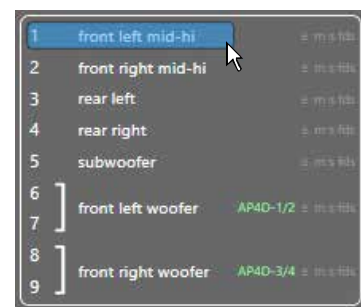 1 front left mid-hi
2 front right mid-hi
3 rear left
4 rear right
5 subwoofer
6
front left woofer AP4D-1/2
7
8
front right woofer AP4D-3/4
9